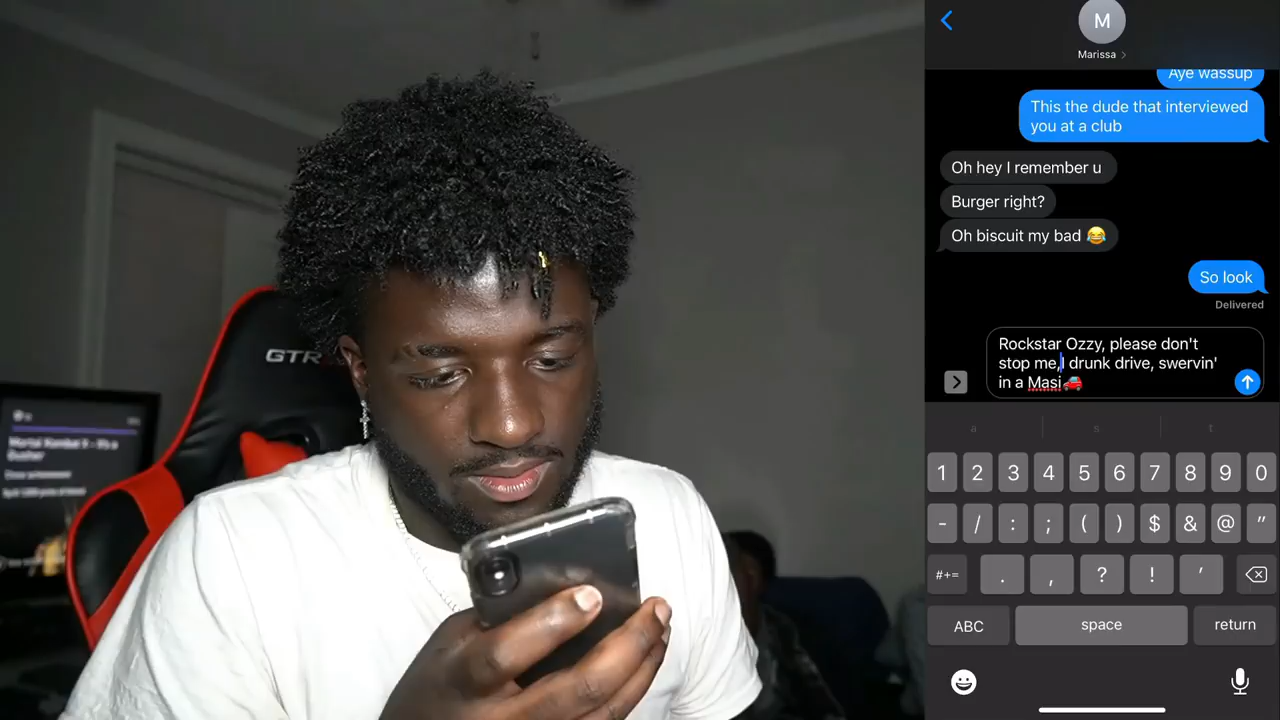 GTR
M
Marissa >
Aye wassup
This the dude that interviewed
you at a club
Oh hey I remember u
Burger right?
Oh biscuit my bad 😂
So look
Delivered
Rockstar Ozzy, please don't
stop me,I drunk drive, swervin'
in a Masi🚗
a s t
1 2 3 4 5 6 7 8 9 0
- / : ; ( ) $ & @ "
#+= . , ? ! '
ABC space return